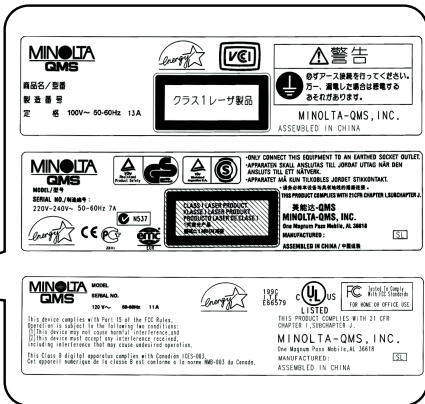 MINOLTA
QMS
energy
VCI
警告
必ずアース接続を行ってください。
万一、漏電した場合は感電する
おそれがあります。
商品名/型番
製造番号
定 格 100V~ 50-60Hz 13A
クラス1レーザ製品
MINOLTA-QMS, INC.
ASSEMBLED IN CHINA
MINOLTA
QMS
MODEL/型号
SERIAL NO./制造编号:
220V-240V~ 50-60Hz 7A
energy
N537
CLASS 1 LASER PRODUCT
KLASSE 1 LASER PRODUKT
PRODUCTO LASER DE CLASE I
•ONLY CONNECT THIS EQUIPMENT TO AN EARTHED SOCKET OUTLET.
•APPARATEN SKALL ANSLUTAS TILL JORDAT UTTAG NÄR DEN
ANSLUTS TILL ETT NÄTVERK.
•APPARATET MÅ KUN TILKOBLES JORDET STIKKONTAKT.
THIS PRODUCT COMPLIES WITH 21CFR CHAPTER I,SUBCHAPTER J.
美能达-QMS
MINOLTA-QMS, INC.
One Magnum Pass Mobile, AL 36618
MANUFACTURED:
SL
ASSEMBLED IN CHINA / 中国组装
MINOLTA
QMS
MODEL
SERIAL NO.
120 V~ 50-60Hz 11A
energy
199C
I.T.E.
E66579
C UL US
LISTED
FC Tested To Comply
With FCC Standards
FOR HOME OR OFFICE USE
This device complies with Part 15 of the FCC Rules.
Operation is subject to the following two conditions:
(1)This device may not cause harmful interference,and
(2)this device must accept any interference received,
including interference that may cause undesired operation.
This Class B digital apparatus complies with Canadian ICES-003.
Cet appareil numérique de la classe B est conforme à la norme NMB-003 du Canada.
THIS PRODUCT COMPLIES WITH 21 CFR
CHAPTER I,SUBCHAPTER J.
MINOLTA-QMS, INC.
One Magnum Pass Mobile, AL 36618
MANUFACTURED:
SL
ASSEMBLED IN CHINA